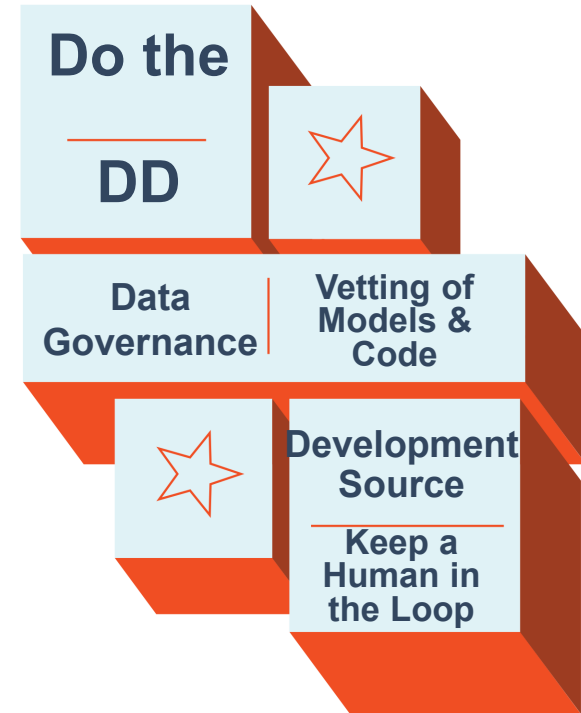 Do the
DD
Data
Governance
Vetting of
Models &
Code
Development
Source
Keep a
Human in
the Loop